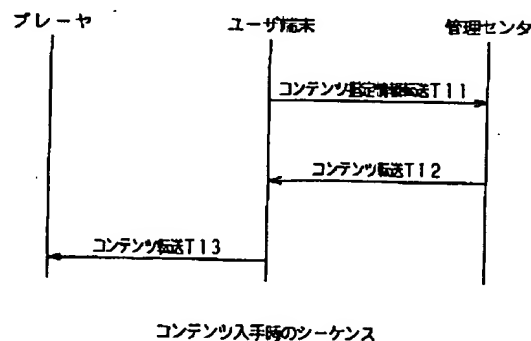 プレーヤ
ユーザ端末
管理センタ
コンテンツ指定情報転送T11
コンテンツ転送T12
コンテンツ転送T13
コンテンツ入手時のシーケンス